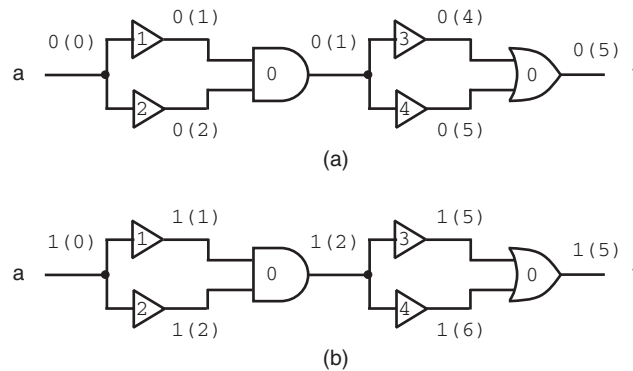 0(1) 0(4)
0(0) 1 0(1) 3 0(5)
a 0 0
2 4
0(2) 0(5)
(a)
1(1) 1(5)
1(0) 1 1(2) 3 1(5)
a 0 0
2 4
1(2) 1(6)
(b)